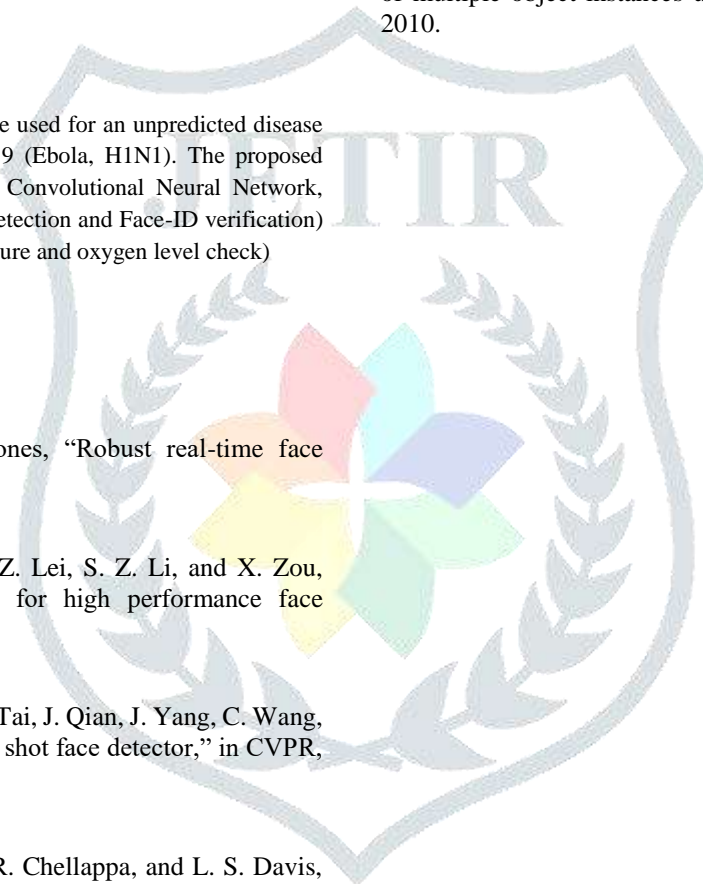 of multiple object instances
2010.
e used for an unpredicted disease
9 (Ebola, H1N1). The proposed
Convolutional Neural Network,
etection and Face-ID verification)
ure and oxygen level check)
JETIR
ones, “Robust real-time face
Z. Lei, S. Z. Li, and X. Zou,
for high performance face
Tai, J. Qian, J. Yang, C. Wang,
shot face detector,” in CVPR,
R. Chellappa, and L. S. Davis,